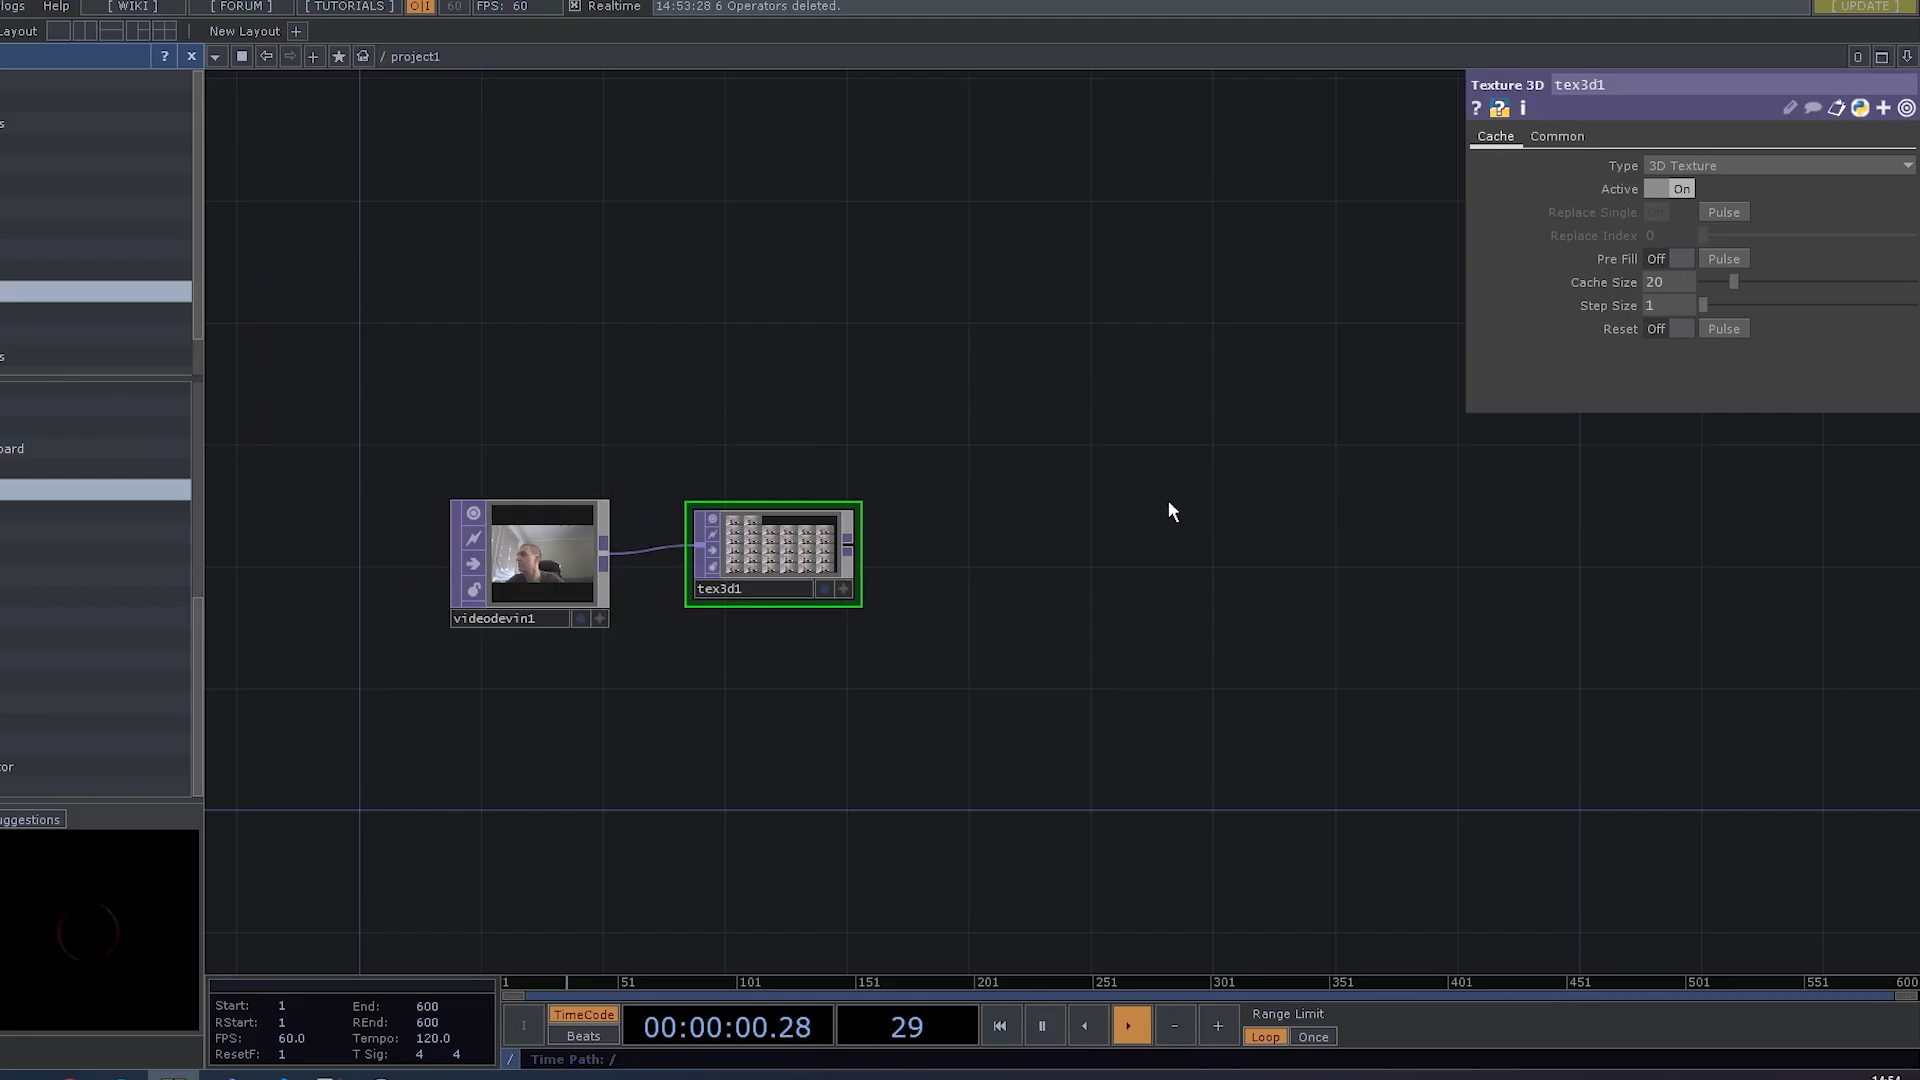 logs Help [ WIKI ] [ FORUM ] [ TUTORIALS ] O|I 60 FPS: 60 Realtime 14:53:28 6 Operators deleted. [ UPDATE ]
ayout New Layout +
? x / project1
Texture 3D tex3d1
? ? i
Cache Common
Type 3D Texture
Active On
Replace Single Pulse
Replace Index 0
Pre Fill Off Pulse
Cache Size 20
Step Size 1
Reset Off Pulse
s
s
oard
tor
uggestions
videodevin1
tex3d1
1 51 101 151 201 251 301 351 401 451 501 551 600
Start: 1 End: 600
RStart: 1 REnd: 600
FPS: 60.0 Tempo: 120.0
ResetF: 1 T Sig: 4 4
TimeCode
Beats
00:00:00.28
29
- +
Range Limit
Loop Once
/ Time Path: /